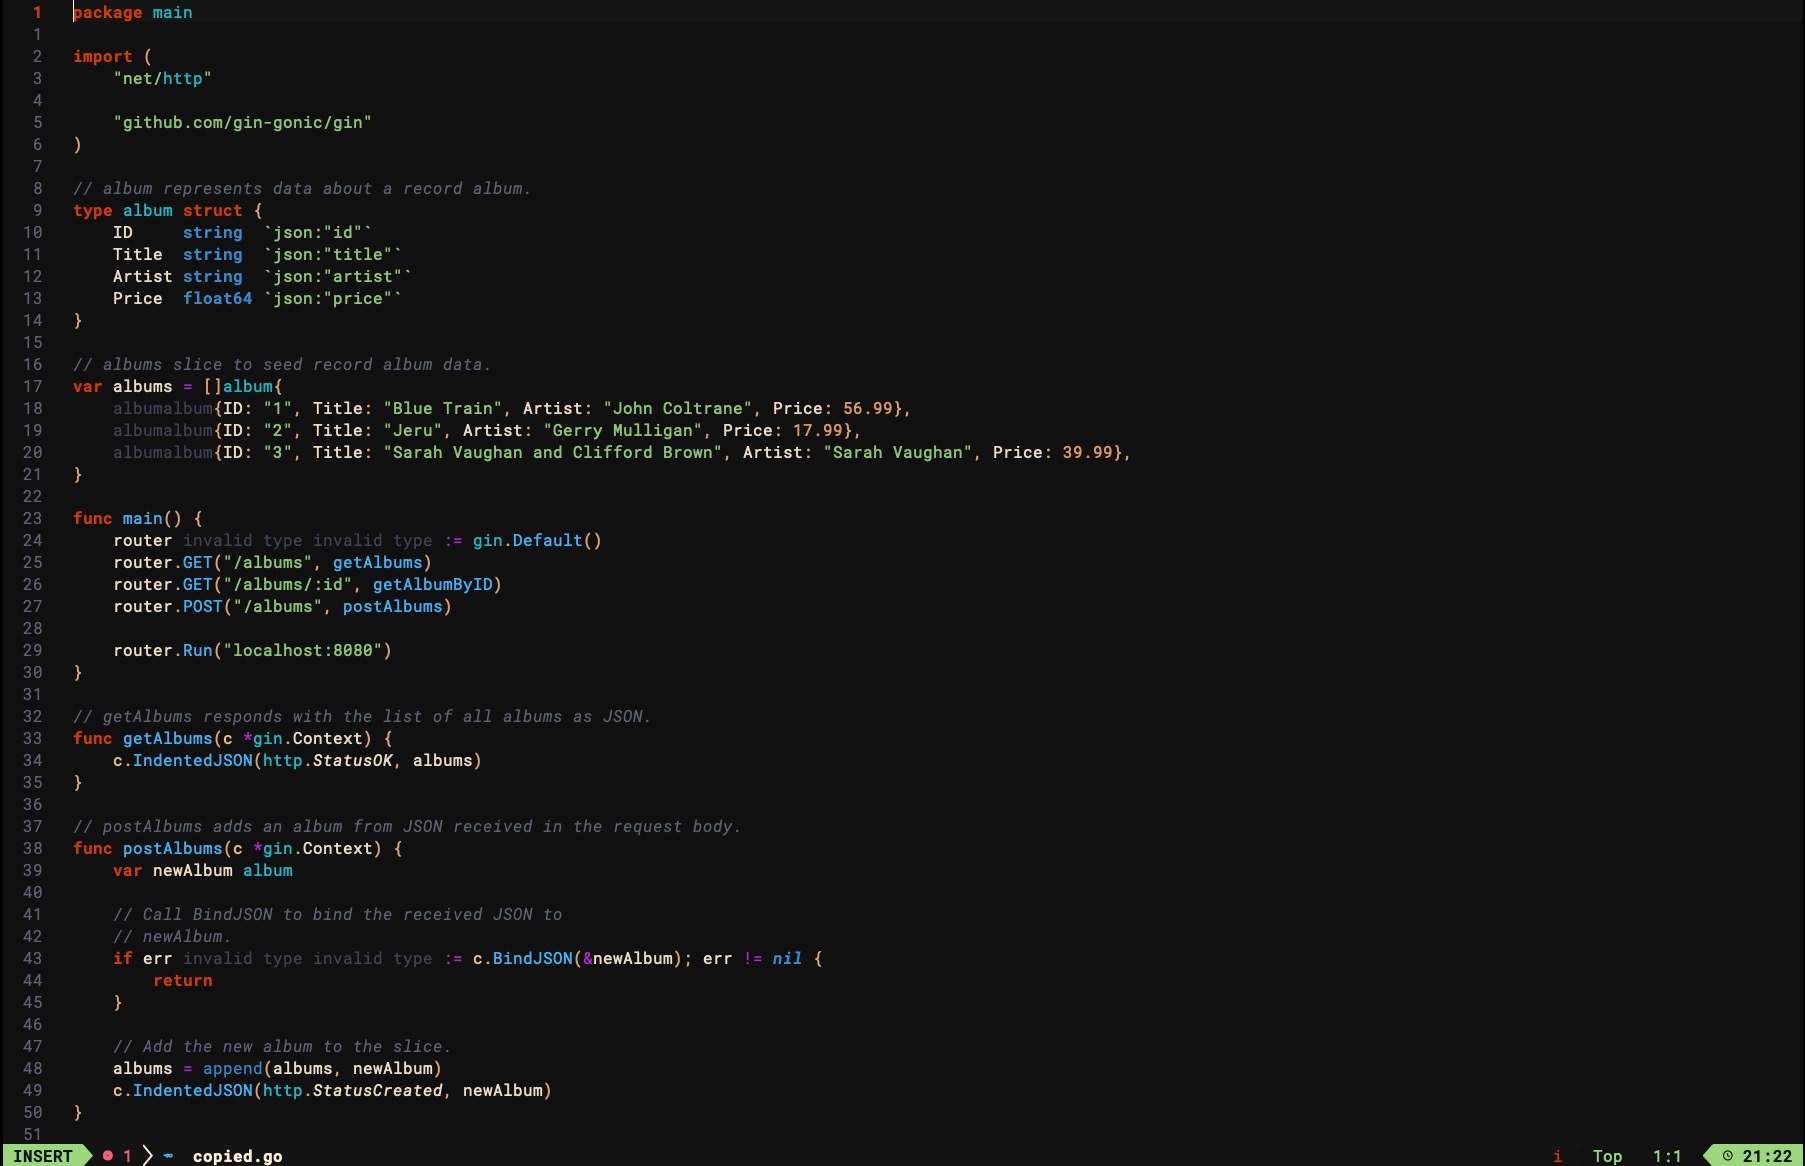 1 package main
1
2 import (
3     "net/http"
4
5     "github.com/gin-gonic/gin"
6 )
7
8 // album represents data about a record album.
9 type album struct {
10     ID     string  `json:"id"`
11     Title  string  `json:"title"`
12     Artist string  `json:"artist"`
13     Price  float64 `json:"price"`
14 }
15
16 // albums slice to seed record album data.
17 var albums = []album{
18     albumalbum{ID: "1", Title: "Blue Train", Artist: "John Coltrane", Price: 56.99},
19     albumalbum{ID: "2", Title: "Jeru", Artist: "Gerry Mulligan", Price: 17.99},
20     albumalbum{ID: "3", Title: "Sarah Vaughan and Clifford Brown", Artist: "Sarah Vaughan", Price: 39.99},
21 }
22
23 func main() {
24     router invalid type invalid type := gin.Default()
25     router.GET("/albums", getAlbums)
26     router.GET("/albums/:id", getAlbumByID)
27     router.POST("/albums", postAlbums)
28
29     router.Run("localhost:8080")
30 }
31
32 // getAlbums responds with the list of all albums as JSON.
33 func getAlbums(c *gin.Context) {
34     c.IndentedJSON(http.StatusOK, albums)
35 }
36
37 // postAlbums adds an album from JSON received in the request body.
38 func postAlbums(c *gin.Context) {
39     var newAlbum album
40
41     // Call BindJSON to bind the received JSON to
42     // newAlbum.
43     if err invalid type invalid type := c.BindJSON(&newAlbum); err != nil {
44         return
45     }
46
47     // Add the new album to the slice.
48     albums = append(albums, newAlbum)
49     c.IndentedJSON(http.StatusCreated, newAlbum)
50 }
51
INSERT 1 copied.go i Top 1:1 21:22